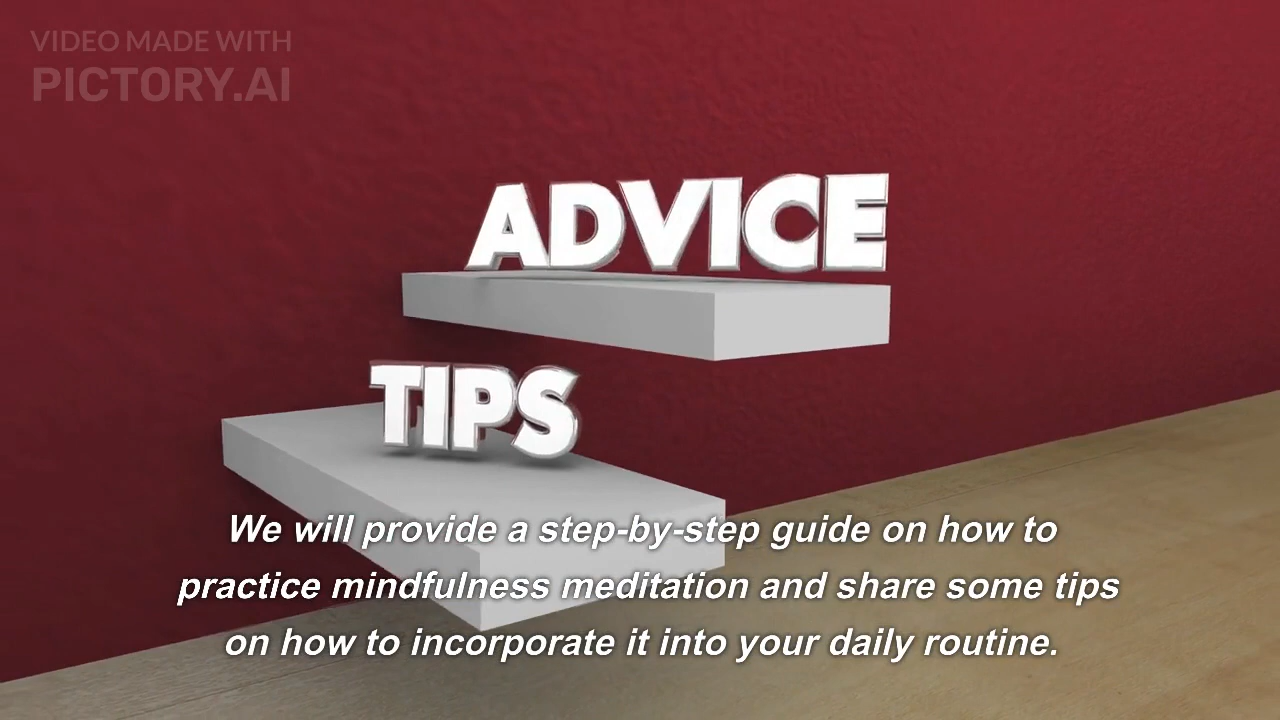 VIDEO MADE WITH
PICTORY.AI
ADVICE
TIPS
We will provide a step-by-step guide on how to
practice mindfulness meditation and share some tips
on how to incorporate it into your daily routine.